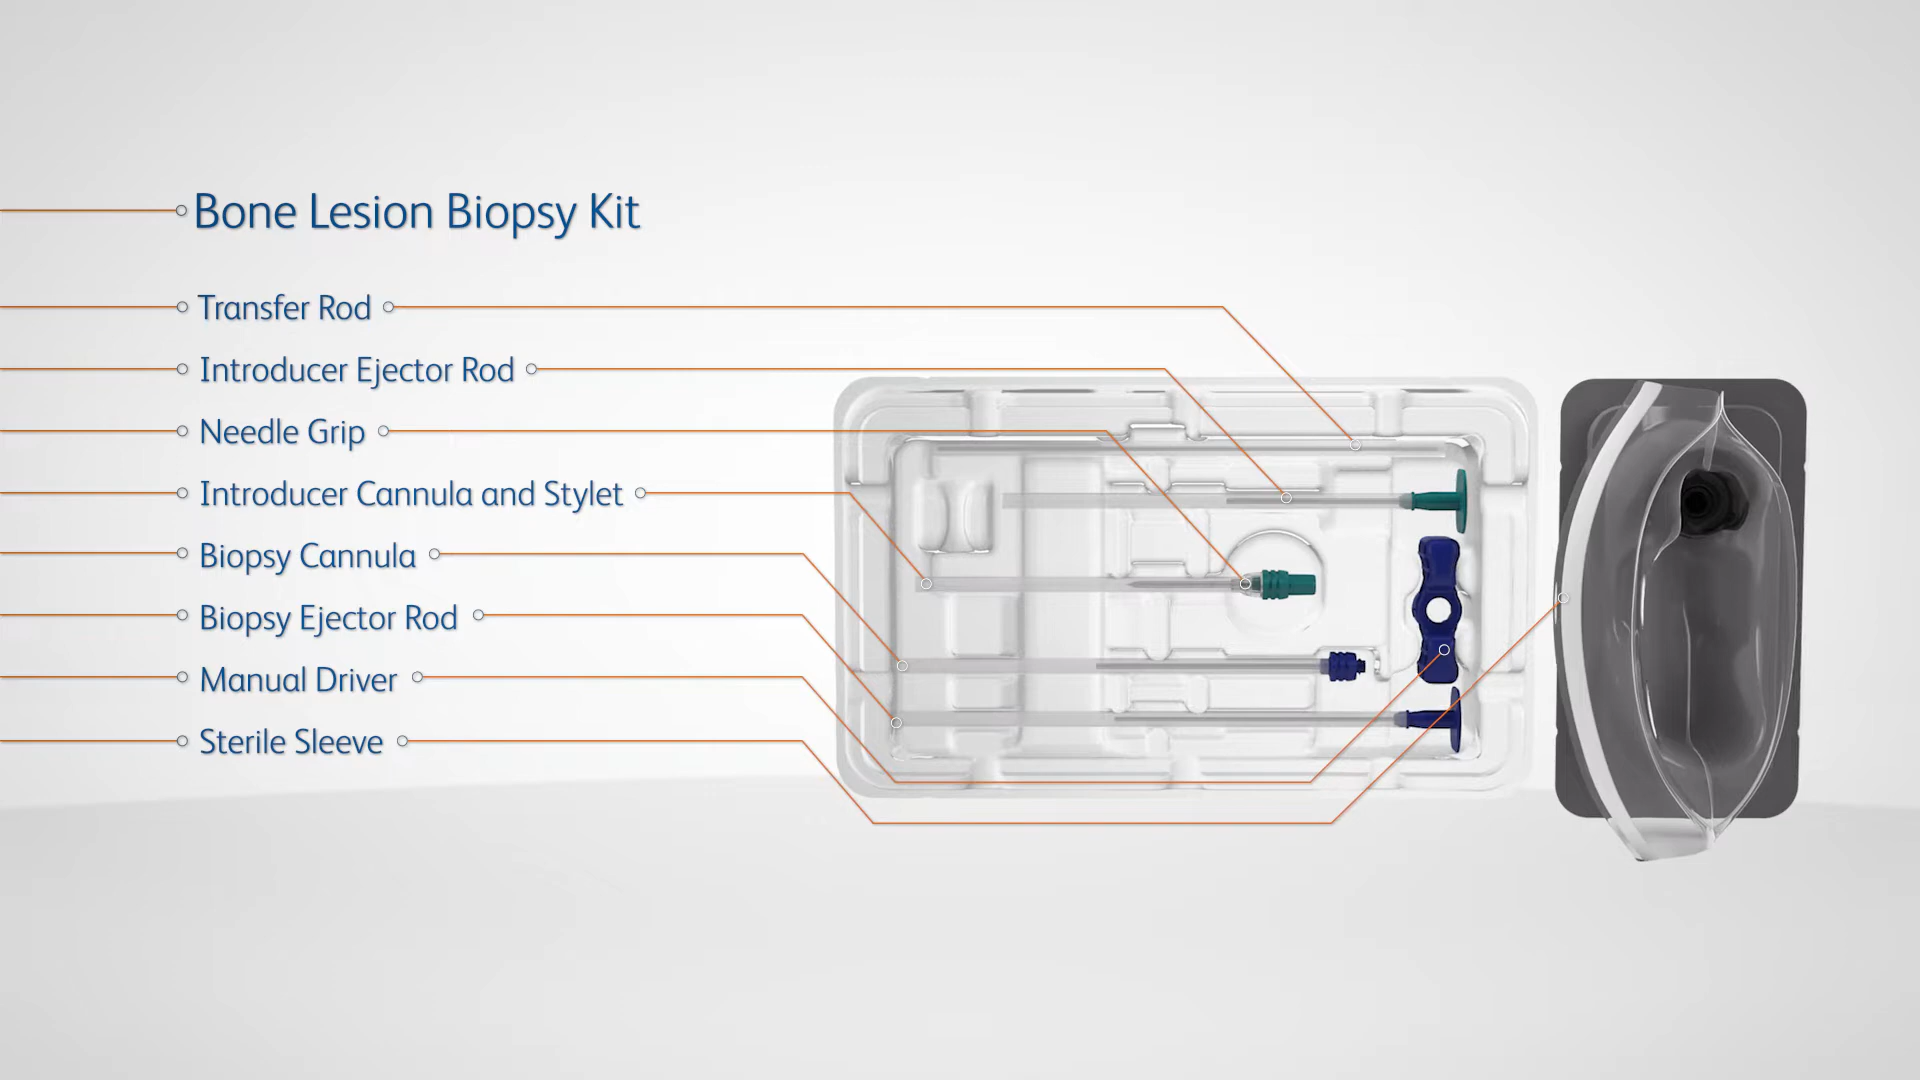 Bone Lesion Biopsy Kit
Transfer Rod
Introducer Ejector Rod
Needle Grip
Introducer Cannula and Stylet
Biopsy Cannula
Biopsy Ejector Rod
Manual Driver
Sterile Sleeve